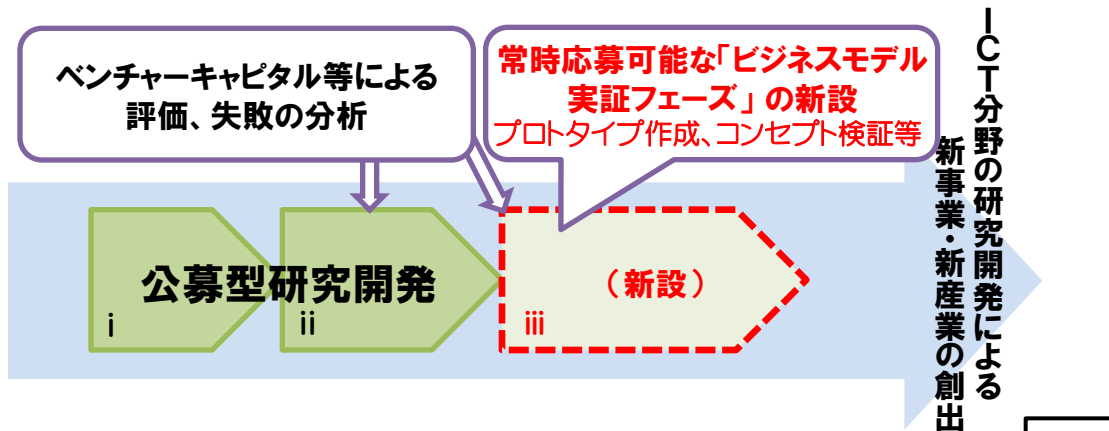 ベンチャーキャピタル等による
評価、失敗の分析
常時応募可能な「ビジネスモデル
実証フェーズ」の新設
プロトタイプ作成、コンセプト検証等
公募型研究開発
i
ii
（新設）
iii
ICT分野の研究開発による
新事業・新産業の創出